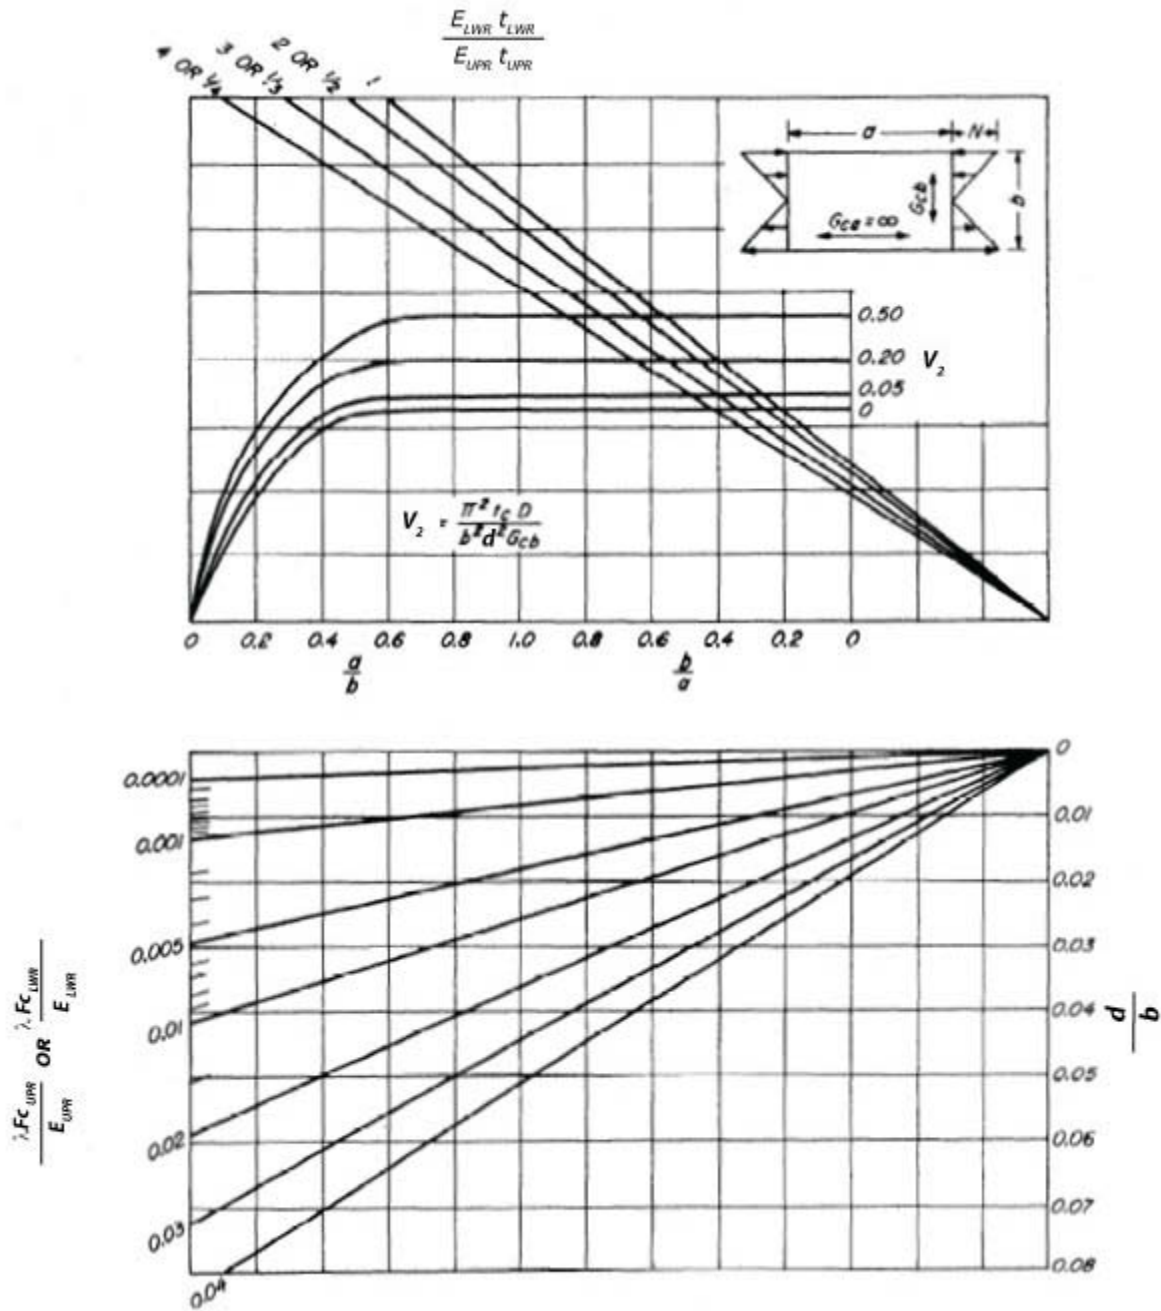 E_LWR t_LWR
E_UPR t_UPR
4 OR 1/4
3 OR 1/3
2 OR 1/2
1
a
N
b
G_cb
G_ca = ∞
0.50
0.20 V_2
0.05
0
V_2 = π² t_c D
b² d² G_cb
0 0.2 0.4 0.6 0.8 1.0 0.8 0.6 0.4 0.2 0
a
b
b
a
0.0001
0.001
0.005
0.01
0.02
0.03
0.04
0
0.01
0.02
0.03
0.04
0.05
0.06
0.07
0.08
λFc_UPR OR λ Fc_LWR
E_UPR E_LWR
d
b